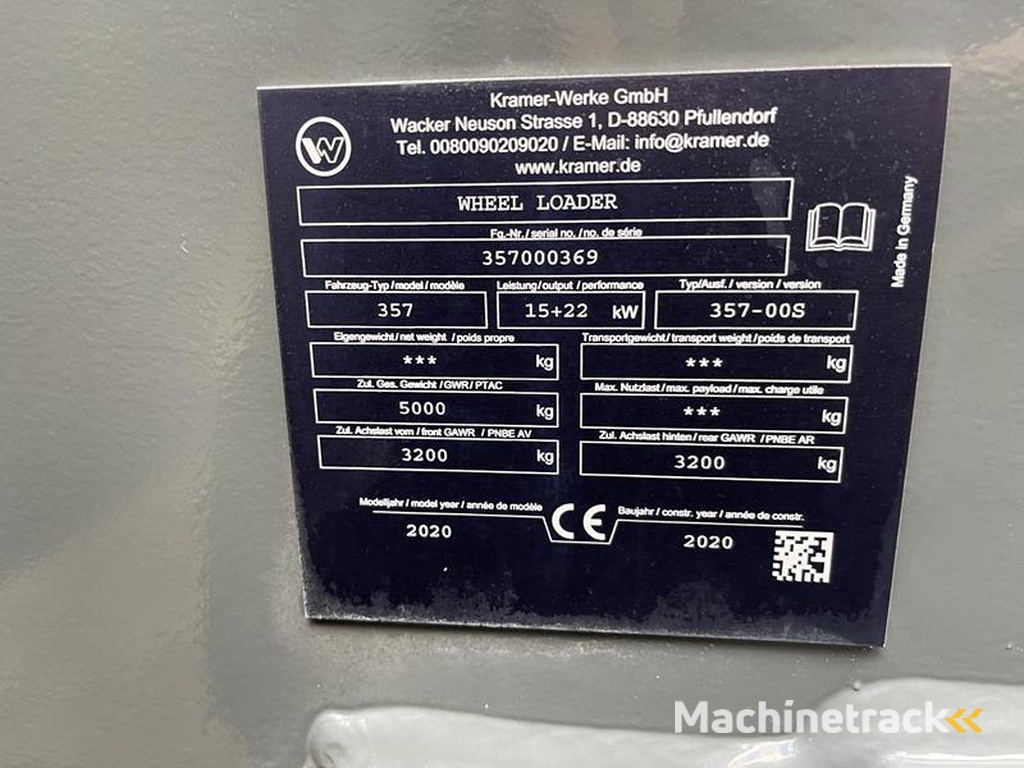 Kramer-Werke GmbH
Wacker Neuson Strasse 1, D-88630 Pfullendorf
Tel. 0080090209020 / E-Mail: info@kramer.de
www.kramer.de
W
WHEEL LOADER
Fg.-Nr. / serial no. / no. de série
357000369
Made in Germany
Fahrzeug-Typ / model / modèle Leistung / output / performance Typ/Ausf. / version / version
357 15+22 kW 357-00S
Eigengewicht / net weight / poids propre Transportgewicht / transport weight / poids de transport
*** kg *** kg
Zul. Ges. Gewicht / GWR / PTAC Max. Nutzlast / max. payload / max. charge utile
5000 kg *** kg
Zul. Achslast vorn / front GAWR / PNBE AV Zul. Achslast hinten / rear GAWR / PNBE AR
3200 kg 3200 kg
Modelljahr / model year / année de modèle CE Baujahr / constr. year / année de constr.
2020 2020
Machinetrack